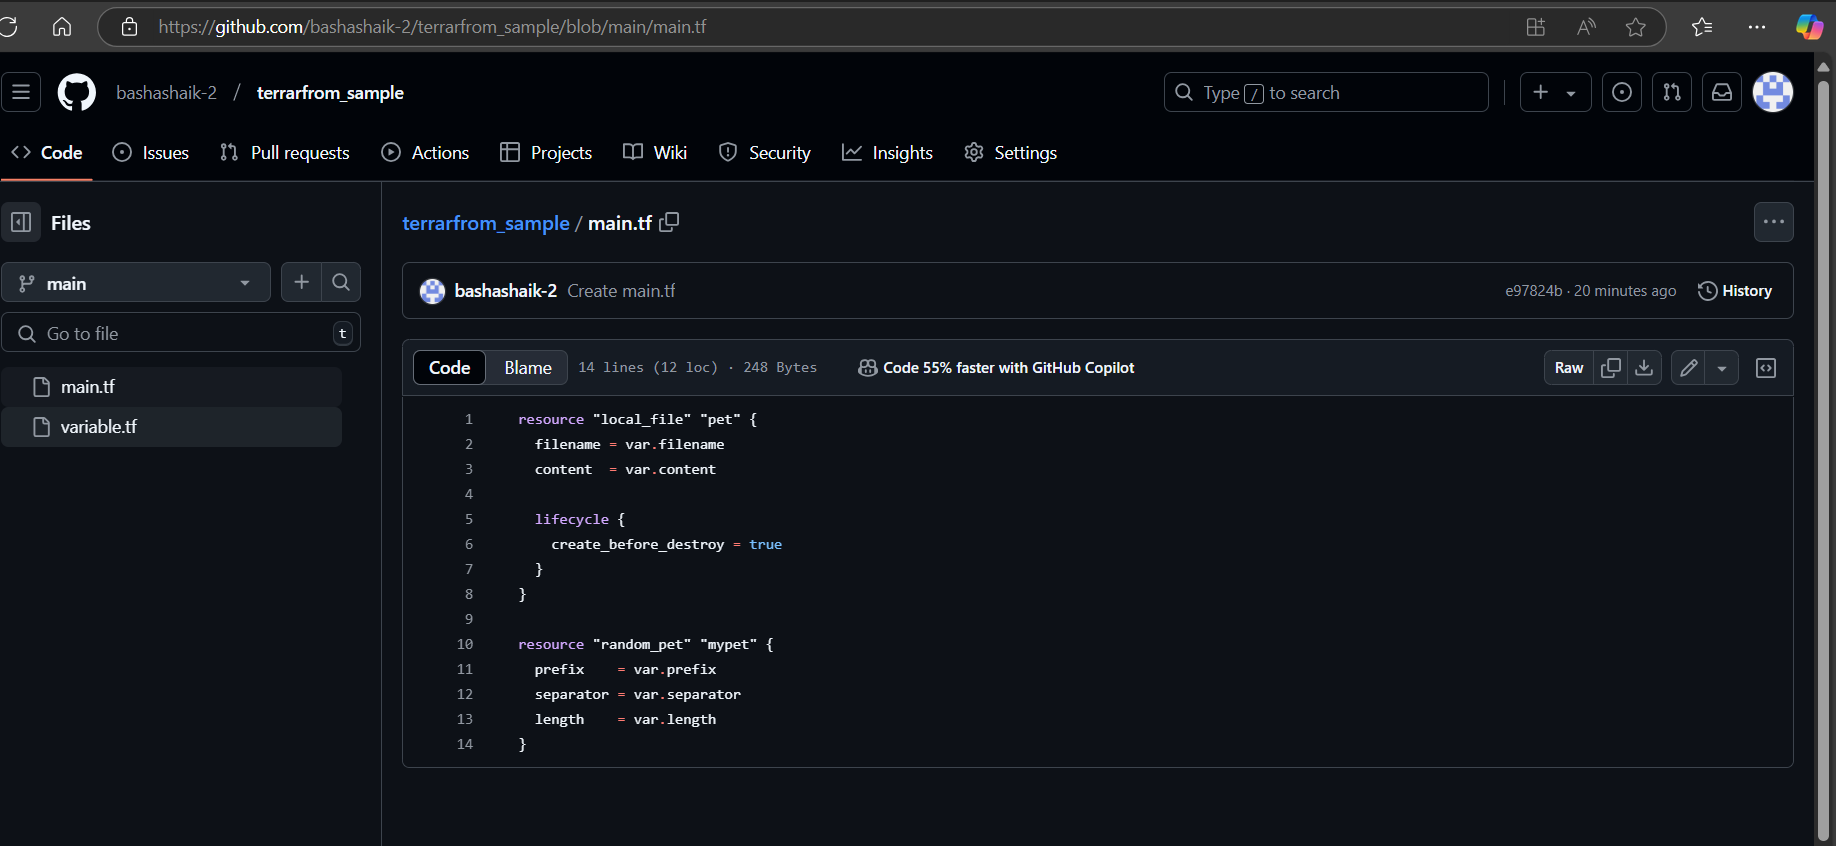 https://github.com/bashashaik-2/terrarfrom_sample/blob/main/main.tf
bashashaik-2 / terrarfrom_sample
Type / to search
Code Issues Pull requests Actions Projects Wiki Security Insights Settings
Files
main
Go to file t
main.tf
variable.tf
terrarfrom_sample / main.tf
bashashaik-2 Create main.tf e97824b · 20 minutes ago History
Code Blame 14 lines (12 loc) · 248 Bytes Code 55% faster with GitHub Copilot Raw
1 resource "local_file" "pet" {
2 filename = var.filename
3 content = var.content
4
5 lifecycle {
6 create_before_destroy = true
7 }
8 }
9
10 resource "random_pet" "mypet" {
11 prefix = var.prefix
12 separator = var.separator
13 length = var.length
14 }